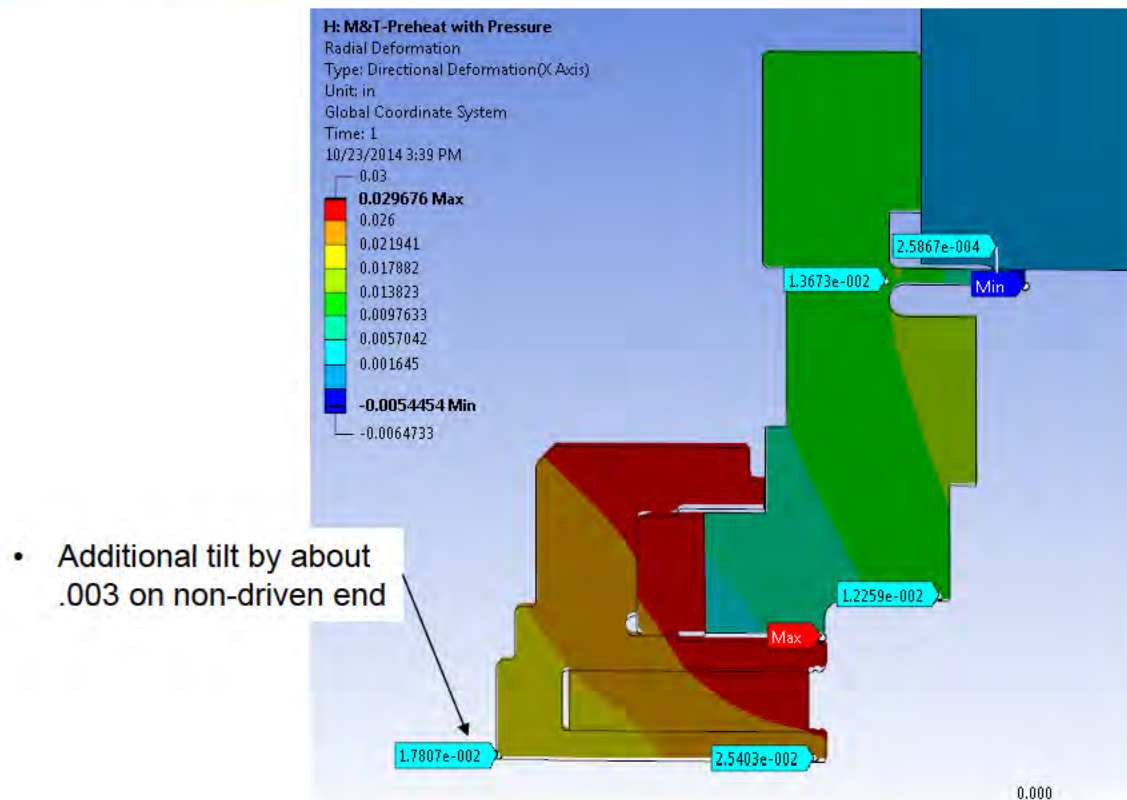 H: M&T-Preheat with Pressure
Radial Deformation
Type: Directional Deformation(X Axis)
Unit: in
Global Coordinate System
Time: 1
10/23/2014 3:39 PM
0.03
0.029676 Max
0.026
0.021941
0.017882
0.013823
0.0097633
0.0057042
0.001645
-0.0054454 Min
-0.0064733
2.5867e-004
1.3673e-002
Min
• Additional tilt by about
.003 on non-driven end
1.2259e-002
Max
1.7807e-002
2.5403e-002
0.000